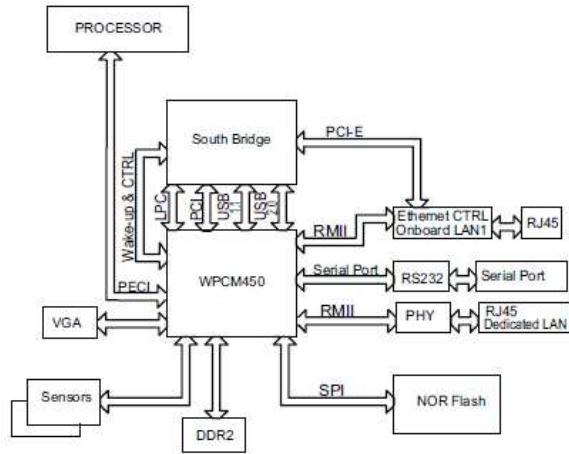 PROCESSOR
South Bridge
PCI-E
Wake-up & CTRL
LPC
PCI
USB
1.1
USB
2.0
RMII
Ethernet CTRL
Onboard LAN1
RJ45
PECI
WPCM450
Serial Port
RS232
Serial Port
VGA
RMII
PHY
RJ45
Dedicated LAN
Sensors
DDR2
SPI
NOR Flash